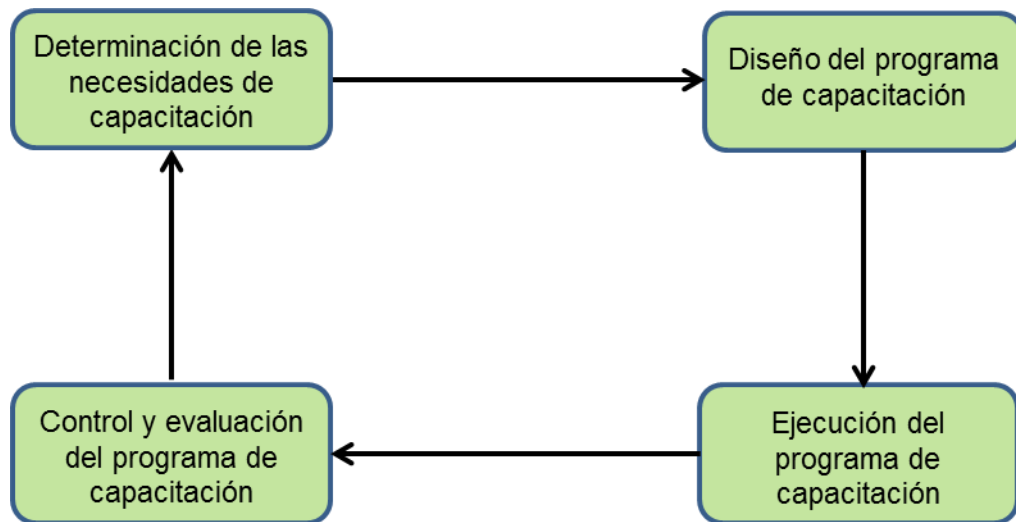 Determinación de las
necesidades de
capacitación
Diseño del programa
de capacitación
Control y evaluación
del programa de
capacitación
Ejecución del
programa de
capacitación